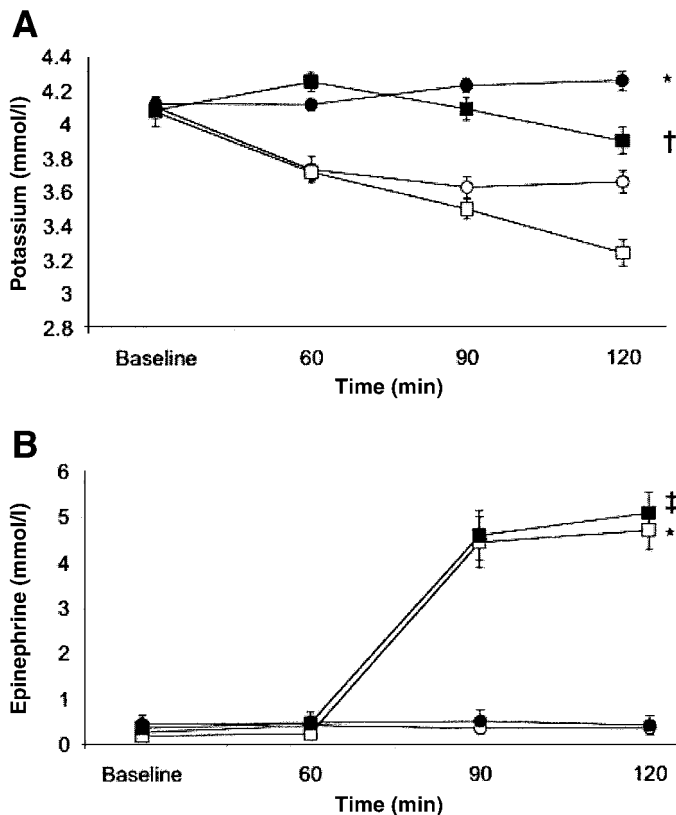 A
Potassium (mmol/l)
4.4
4.2
4
3.8
3.6
3.4
3.2
3
2.8
*
†
Baseline 60 90 120
Time (min)
B
Epinephrine (mmol/l)
6
5
4
3
2
1
0
‡
*
Baseline 60 90 120
Time (min)